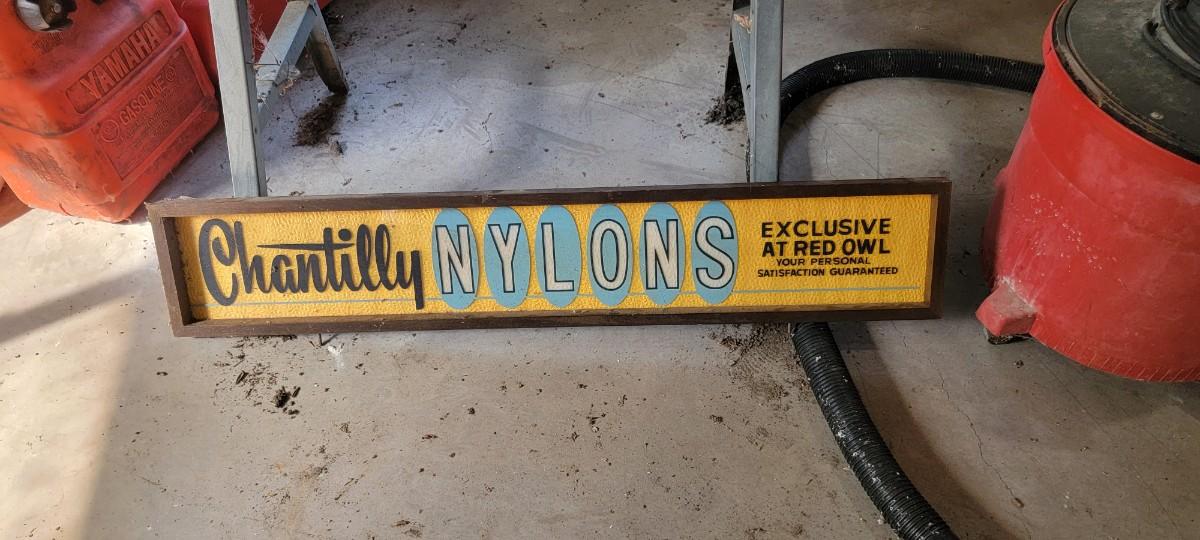 YAMAHA
GASOLINE
Chantilly NYLONS
EXCLUSIVE
AT RED OWL
YOUR PERSONAL
SATISFACTION GUARANTEED